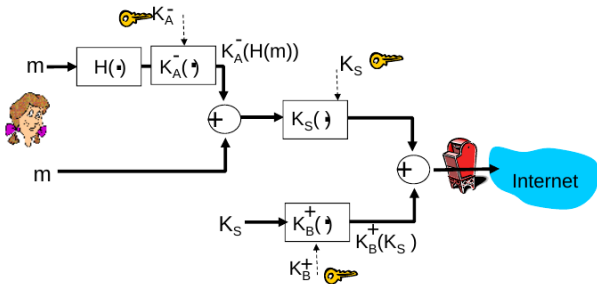 K_A^-
m H(·) K_A^-(·) K_A^-(H(m))
K_S
+ K_S(·)
m
+ Internet
K_S K_B^+(·) K_B^+(K_S )
K_B^+